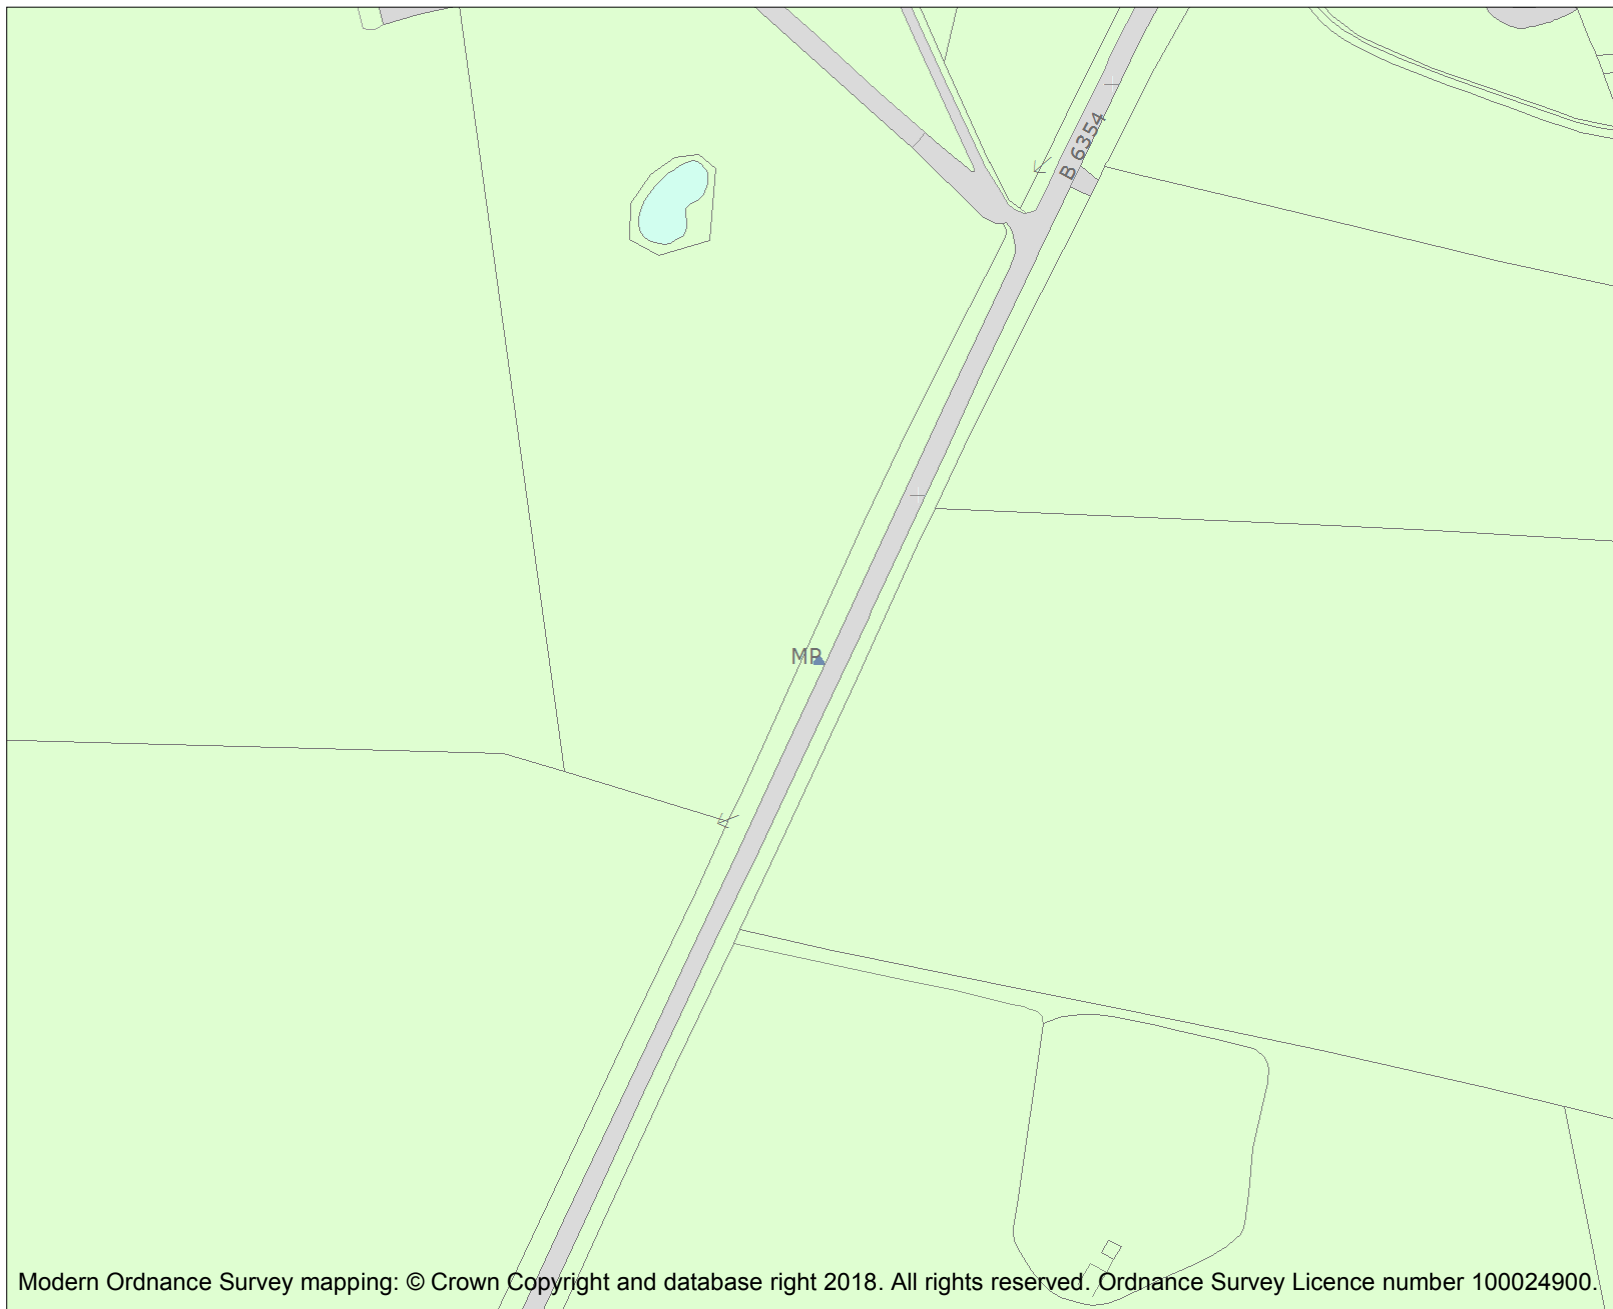 B 6354
MP
Modern Ordnance Survey mapping: © Crown Copyright and database right 2018. All rights reserved. Ordnance Survey Licence number 100024900.